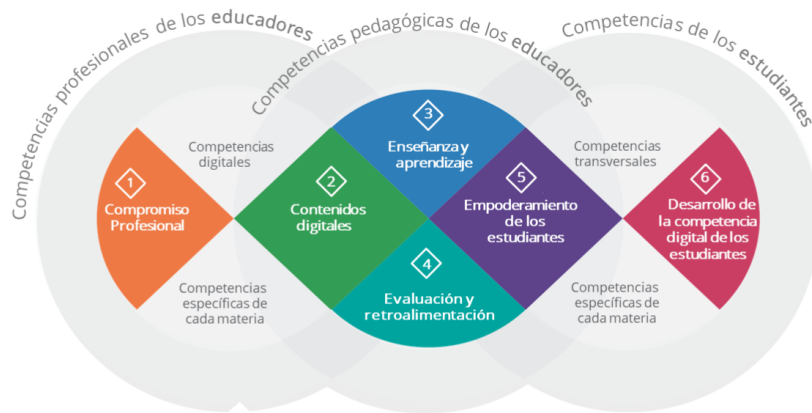 Competencias profesionales de los educadores
Competencias pedagógicas de los educadores
Competencias de los estudiantes
1
Compromiso
Profesional
Competencias
digitales
Competencias
específicas de
cada materia
2
Contenidos
digitales
3
Enseñanza y
aprendizaje
4
Evaluación y
retroalimentación
5
Empoderamiento
de los
estudiantes
Competencias
transversales
Competencias
específicas de
cada materia
6
Desarrollo de
la competencia
digital de los
estudiantes